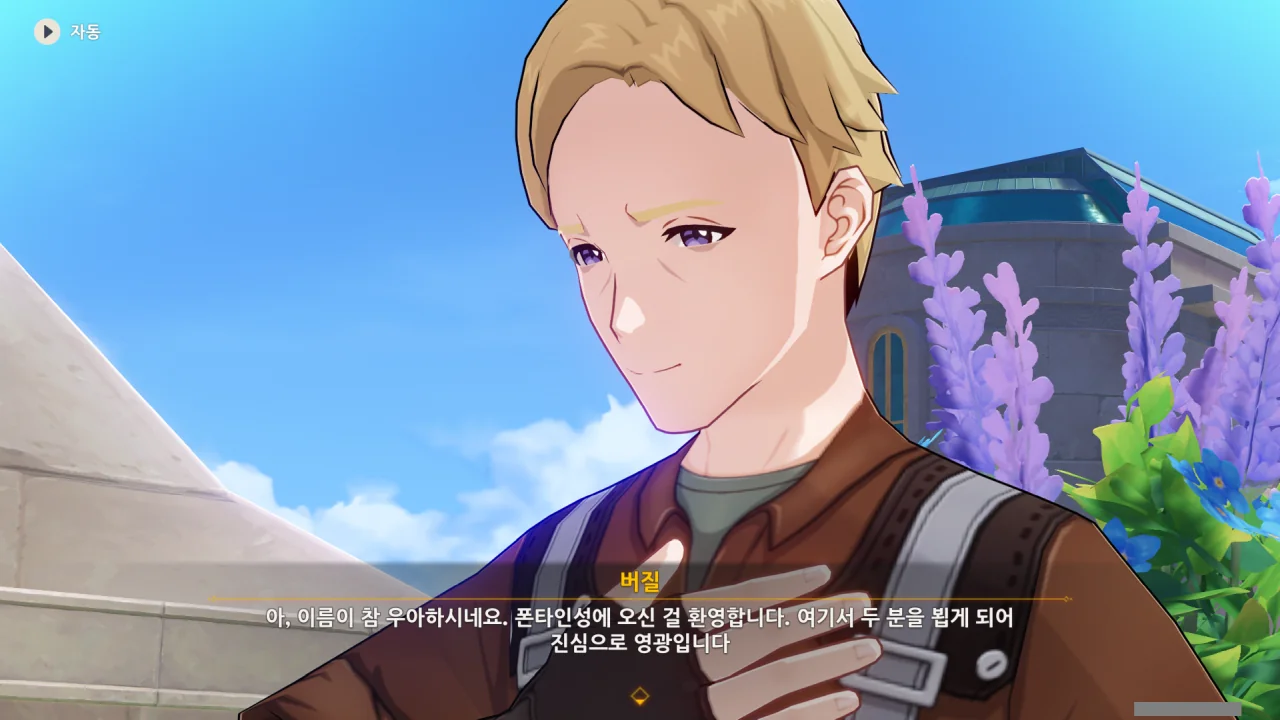 자동
버질
아, 이름이 참 우아하시네요. 폰타인성에 오신 걸 환영합니다. 여기서 두 분을 뵙게 되어
진심으로 영광입니다